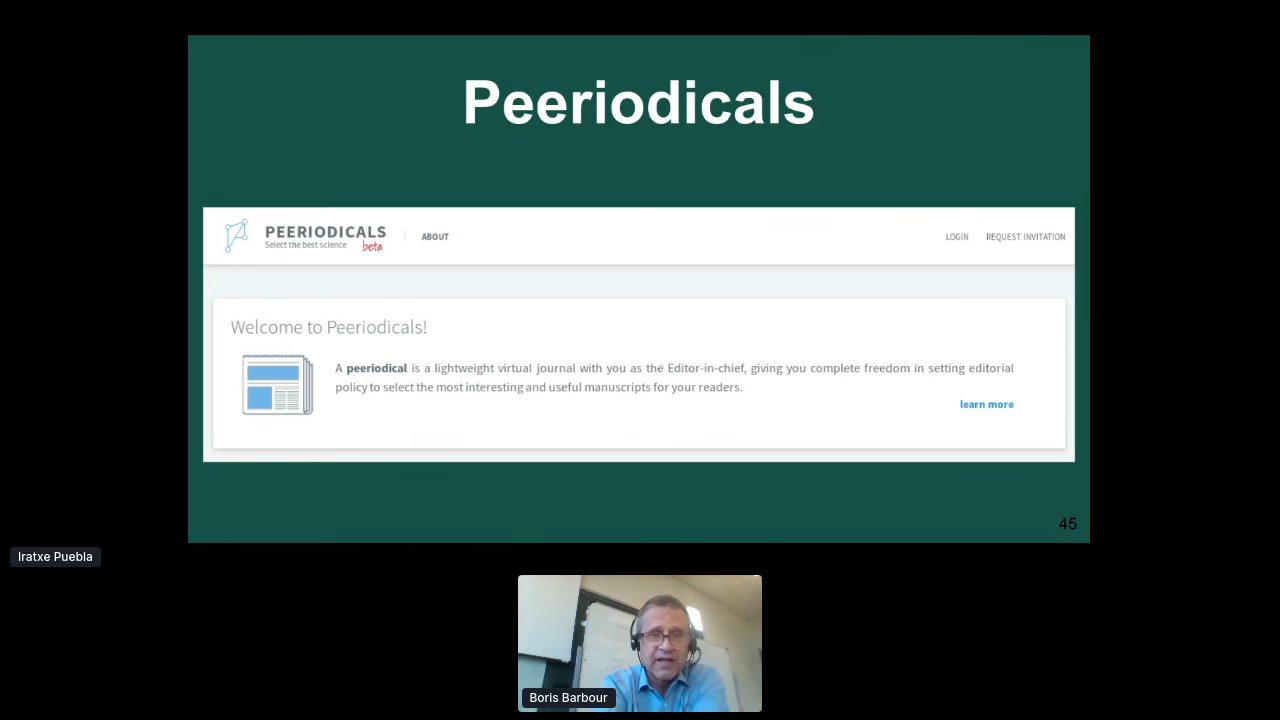 Peeriodicals
PEERIODICALS
Select the best science beta
ABOUT
LOGIN
REQUEST INVITATION
Welcome to Peeriodicals!
A peeriodical is a lightweight virtual journal with you as the Editor-in-chief, giving you complete freedom in setting editorial
policy to select the most interesting and useful manuscripts for your readers.
learn more
45
Iratxe Puebla
Boris Barbour